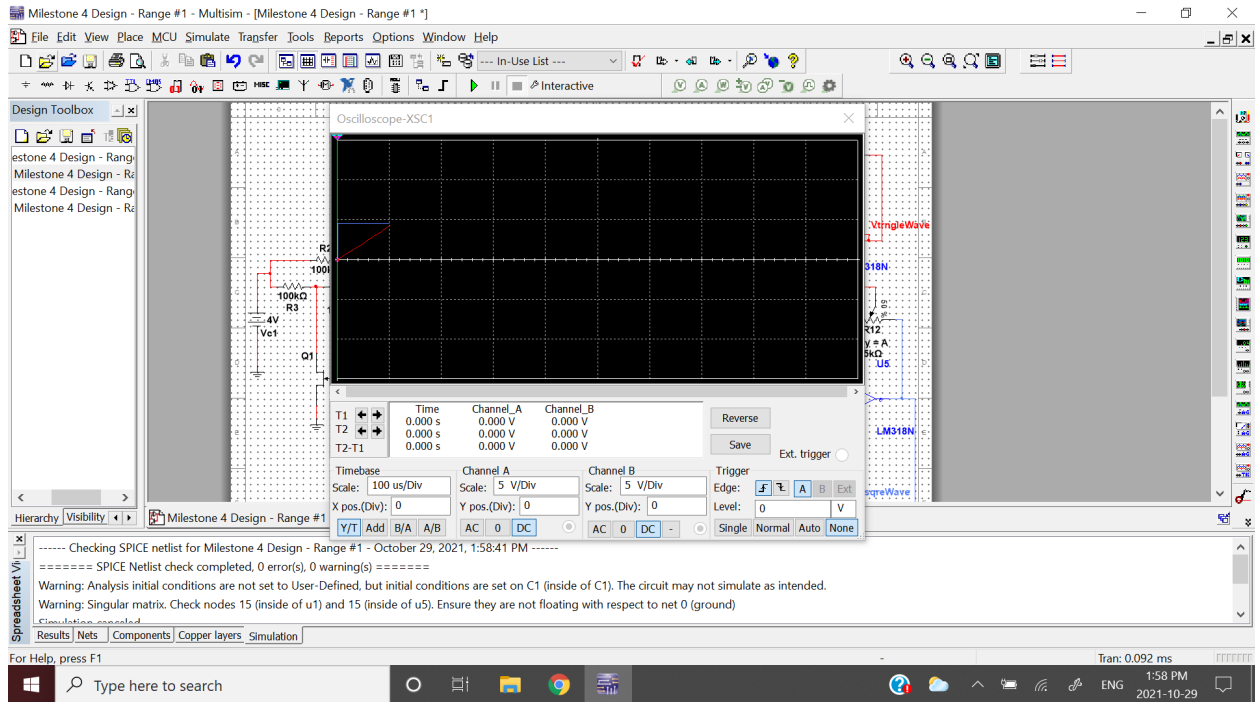 Milestone 4 Design - Range #1 - Multisim - [Milestone 4 Design - Range #1 *]
File Edit View Place MCU Simulate Transfer Tools Reports Options Window Help
--- In-Use List ---
MISC Interactive
Design Toolbox
estone 4 Design - Rang
Milestone 4 Design - Ra
estone 4 Design - Rang
Milestone 4 Design - Ra
Hierarchy Visibility
Oscilloscope-XSC1
R2
100kΩ
R3
4V
Vc1
Q1
VtrngleWave
318N
50 %
R12
y = A
5kΩ
U5
LM318N
sqreWave
Time Channel_A Channel_B
T1 0.000 s 0.000 V 0.000 V
T2 0.000 s 0.000 V 0.000 V
T2-T1 0.000 s 0.000 V 0.000 V
Reverse
Save
Ext. trigger
Timebase Channel A Channel B Trigger
Scale: 100 us/Div Scale: 5 V/Div Scale: 5 V/Div Edge: A B Ext
X pos.(Div): 0 Y pos.(Div): 0 Y pos.(Div): 0 Level: 0 V
Y/T Add B/A A/B AC 0 DC AC 0 DC - Single Normal Auto None
Milestone 4 Design - Range #1
Spreadsheet Vi
------ Checking SPICE netlist for Milestone 4 Design - Range #1 - October 29, 2021, 1:58:41 PM ------
======= SPICE Netlist check completed, 0 error(s), 0 warning(s) =======
Warning: Analysis initial conditions are not set to User-Defined, but initial conditions are set on C1 (inside of C1). The circuit may not simulate as intended.
Warning: Singular matrix. Check nodes 15 (inside of u1) and 15 (inside of u5). Ensure they are not floating with respect to net 0 (ground)
Simulation canceled
Results Nets Components Copper layers Simulation
For Help, press F1
- Tran: 0.092 ms
Type here to search
ENG
1:58 PM
2021-10-29